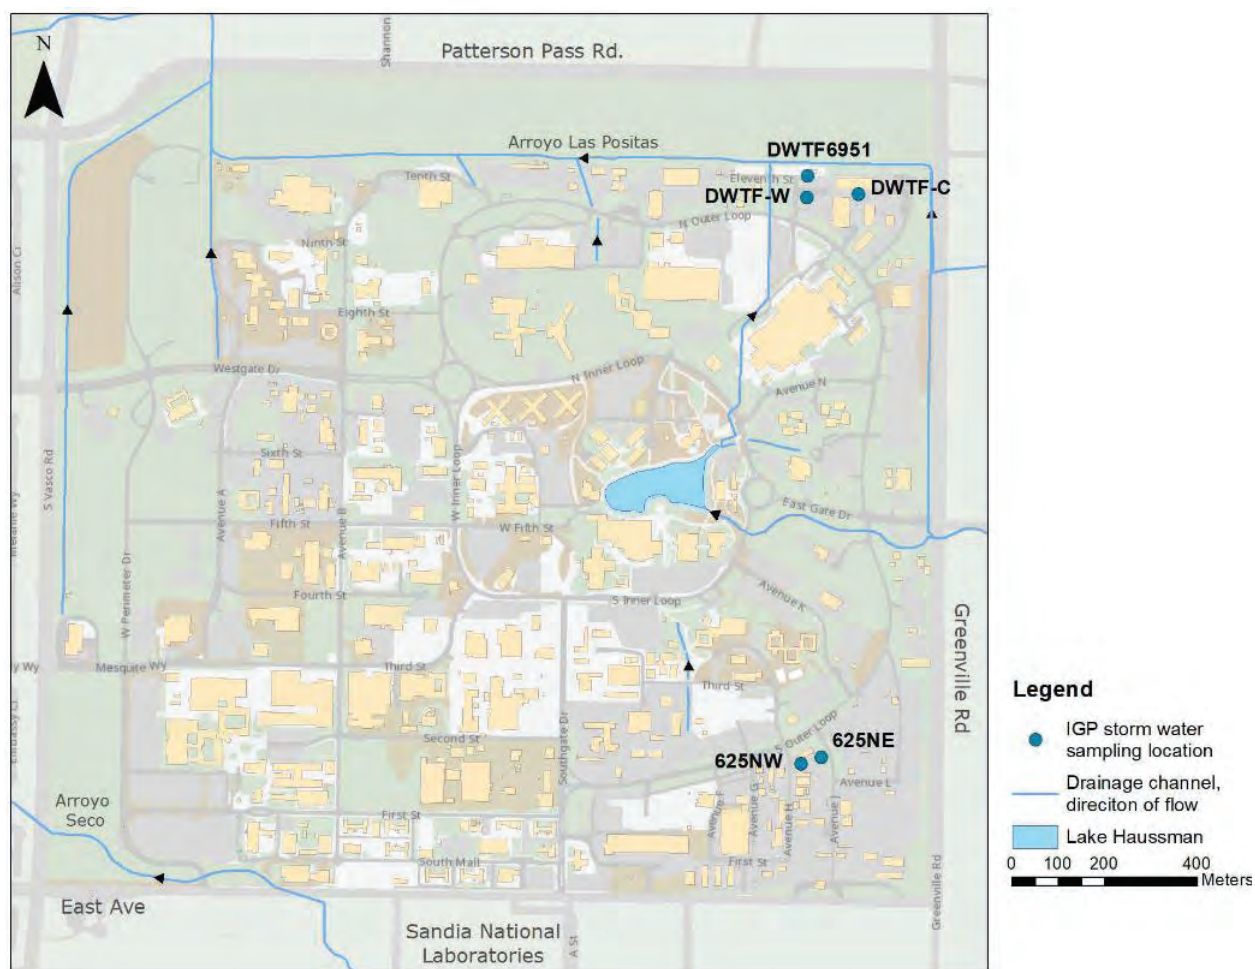 Patterson Pass Rd.
N
Shannon
Arroyo Las Positas
DWTF6951
Eleventh St
Tenth St
DWTF-W
DWTF-C
N Outer Loop
Ninth St
Alison Cr
Eighth St
Westgate Dr
N Inner Loop
Avenue N
Sixth St
W Inner Loop
S Vasco Rd
Avenue A
Avenue B
Fifth St
W Fifth St
East Gate Dr
W Perimeter Dr
Fourth St
S Inner Loop
Avenue K
Greenville Rd
Mesquite Wy
Third St
Third St
Second St
Southgate Dr
S Outer Loop
625NE
625NW
Avenue L
Avenue F
Avenue G
Avenue H
Avenue J
Arroyo
Seco
First St
First St
South Mall
East Ave
Sandia National
Laboratories
A St
Greenville Rd
Legend
IGP storm water
sampling location
Drainage channel,
direciton of flow
Lake Haussman
0 100 200 400
Meters